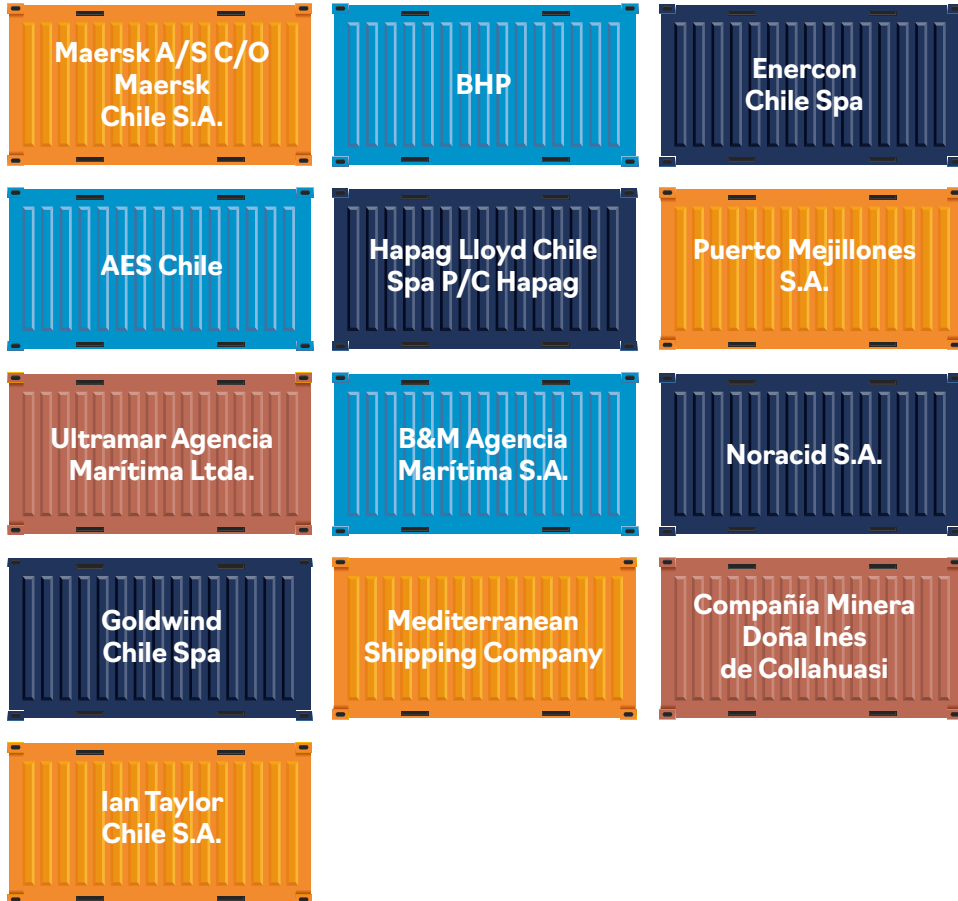 Maersk A/S C/O
Maersk
Chile S.A.
BHP
Enercon
Chile Spa
AES Chile
Hapag Lloyd Chile
Spa P/C Hapag
Puerto Mejillones
S.A.
Ultramar Agencia
Marítima Ltda.
B&M Agencia
Marítima S.A.
Noracid S.A.
Goldwind
Chile Spa
Mediterranean
Shipping Company
Compañía Minera
Doña Inés
de Collahuasi
Ian Taylor
Chile S.A.